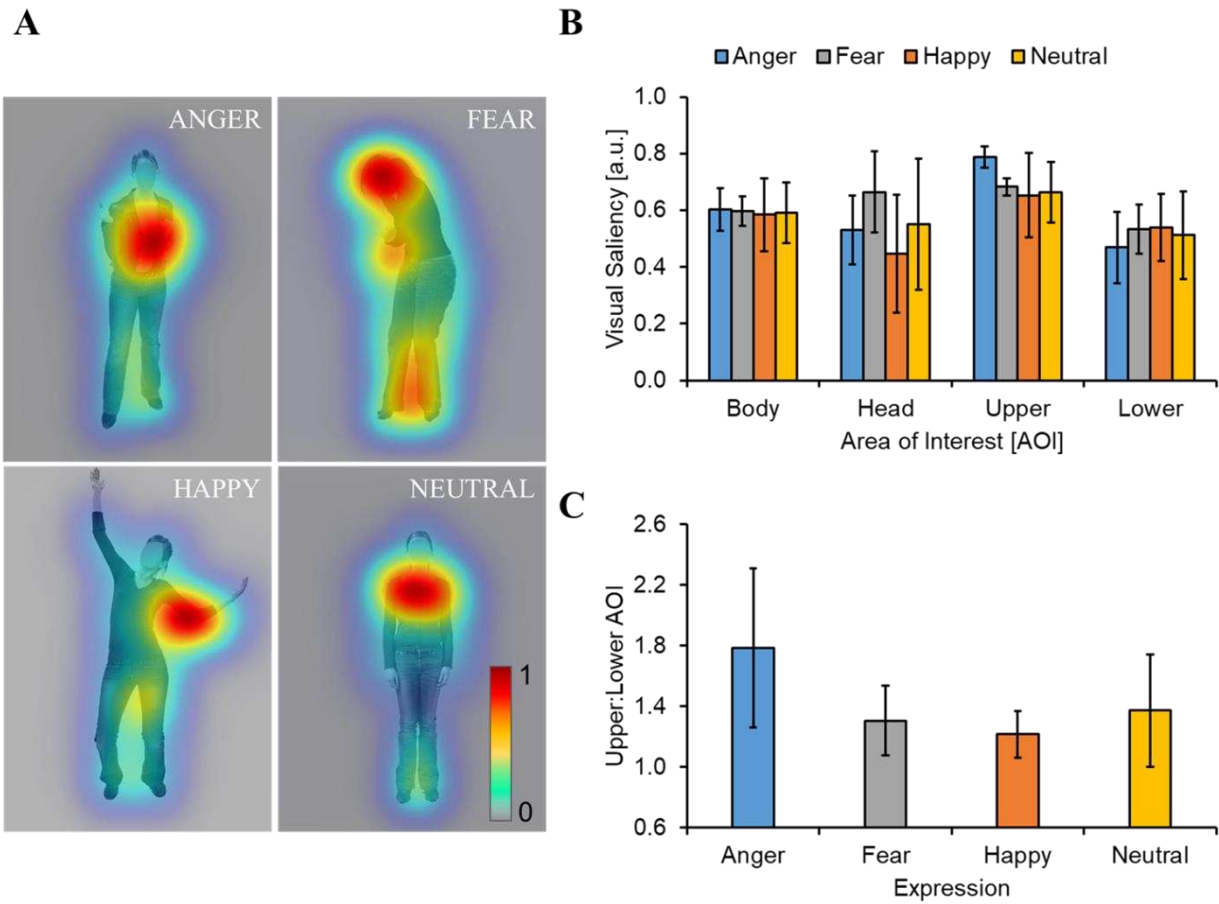 A
ANGER
FEAR
HAPPY
NEUTRAL
1
0
B
Anger Fear Happy Neutral
1.0
0.8
0.6
0.4
0.2
0.0
Visual Saliency [a.u.]
Body Head Upper Lower
Area of Interest [AOI]
C
2.6
2.2
1.8
1.4
1.0
0.6
Upper:Lower AOI
Anger Fear Happy Neutral
Expression